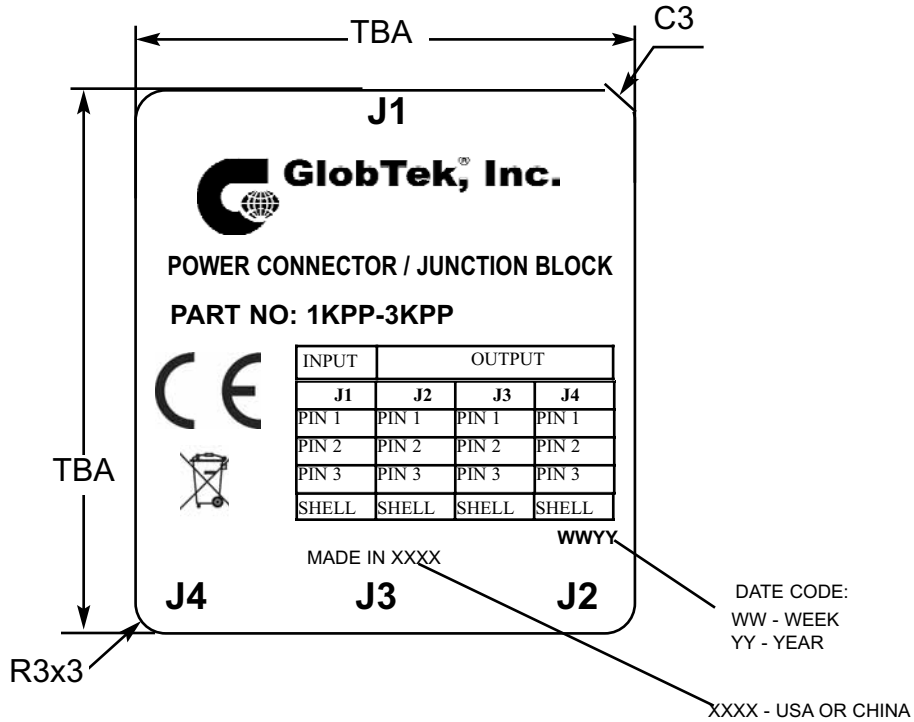 TBA
C3
J1
GlobTek,® Inc.
POWER CONNECTOR / JUNCTION BLOCK
PART NO: 1KPP-3KPP
CE
INPUT OUTPUT
J1 J2 J3 J4
PIN 1 PIN 1 PIN 1 PIN 1
PIN 2 PIN 2 PIN 2 PIN 2
PIN 3 PIN 3 PIN 3 PIN 3
SHELL SHELL SHELL SHELL
TBA
WWYY
MADE IN XXXX
J4 J3 J2
DATE CODE:
WW - WEEK
YY - YEAR
R3x3
XXXX - USA OR CHINA